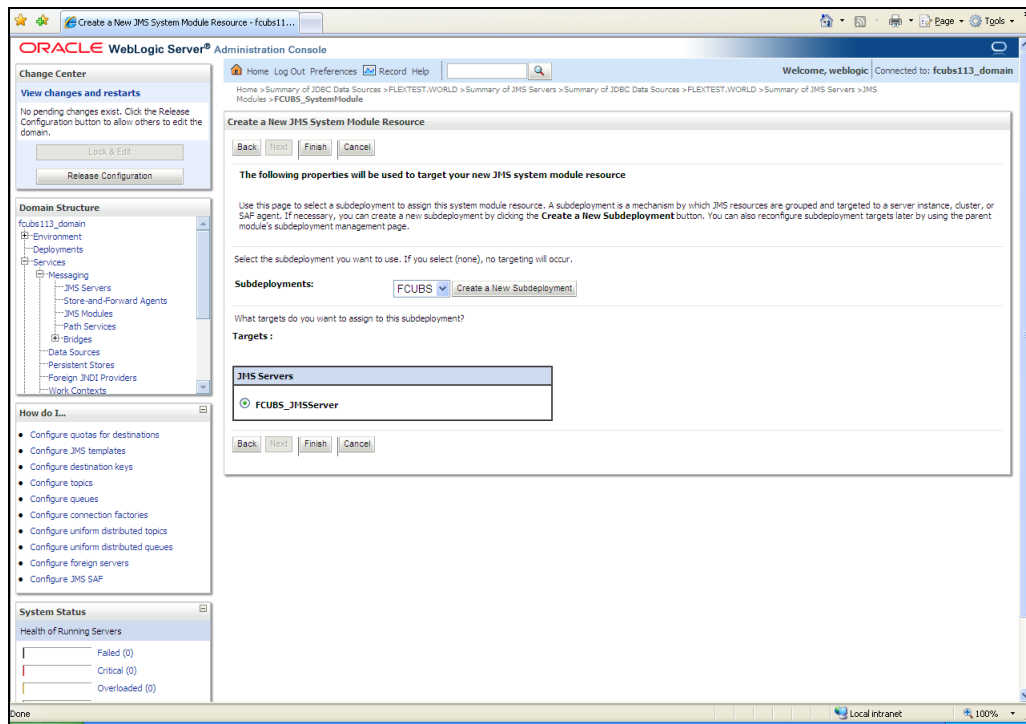 Create a New JMS System Module Resource - fcubs11...
Page
Tools
ORACLE WebLogic Server® Administration Console
Change Center
View changes and restarts
No pending changes exist. Click the Release
Configuration button to allow others to edit the
domain.
Lock & Edit
Release Configuration
Domain Structure
fcubs113_domain
Environment
Deployments
Services
Messaging
JMS Servers
Store-and-Forward Agents
JMS Modules
Path Services
Bridges
Data Sources
Persistent Stores
Foreign JNDI Providers
Work Contexts
How do I...
Configure quotas for destinations
Configure JMS templates
Configure destination keys
Configure topics
Configure queues
Configure connection factories
Configure uniform distributed topics
Configure uniform distributed queues
Configure foreign servers
Configure JMS SAF
System Status
Health of Running Servers
Failed (0)
Critical (0)
Overloaded (0)
Home Log Out Preferences Record Help
Welcome, weblogic Connected to: fcubs113_domain
Home >Summary of JDBC Data Sources >FLEXTEST.WORLD >Summary of JMS Servers >Summary of JDBC Data Sources >FLEXTEST.WORLD >Summary of JMS Servers >JMS
Modules >FCUBS_SystemModule
Create a New JMS System Module Resource
Back Next Finish Cancel
The following properties will be used to target your new JMS system module resource
Use this page to select a subdeployment to assign this system module resource. A subdeployment is a mechanism by which JMS resources are grouped and targeted to a server instance, cluster, or
SAF agent. If necessary, you can create a new subdeployment by clicking the Create a New Subdeployment button. You can also reconfigure subdeployment targets later by using the parent
module's subdeployment management page.
Select the subdeployment you want to use. If you select (none), no targeting will occur.
Subdeployments: FCUBS Create a New Subdeployment
What targets do you want to assign to this subdeployment?
Targets :
JMS Servers
FCUBS_JMSServer
Back Next Finish Cancel
Done
Local intranet
100%